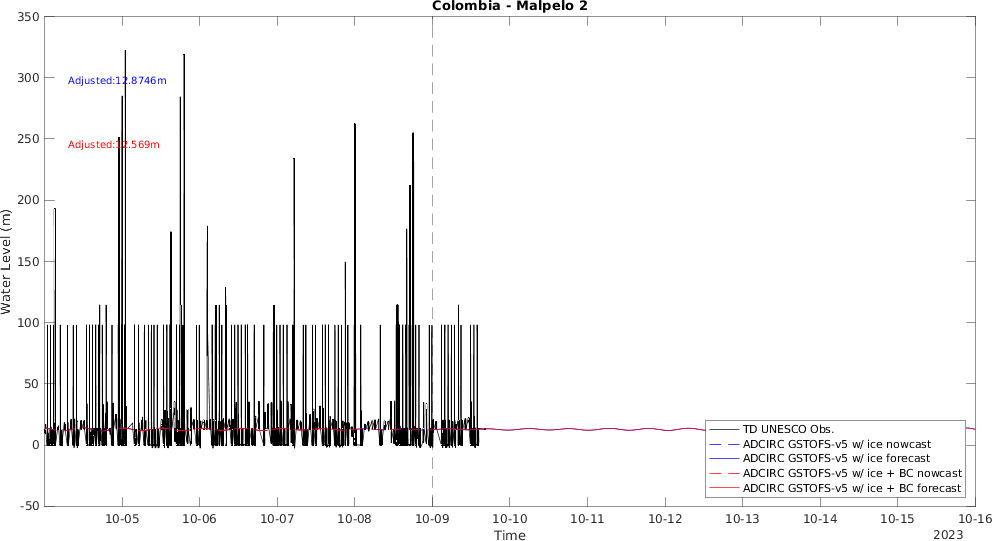 Colombia - Malpelo 2
350
300
250
200
150
100
50
0
-50
Water Level (m)
Adjusted:12.8746m
Adjusted:12.569m
TD UNESCO Obs.
ADCIRC GSTOFS-v5 w/ ice nowcast
ADCIRC GSTOFS-v5 w/ ice forecast
ADCIRC GSTOFS-v5 w/ ice + BC nowcast
ADCIRC GSTOFS-v5 w/ ice + BC forecast
10-05 10-06 10-07 10-08 10-09 10-10 10-11 10-12 10-13 10-14 10-15 10-16
Time
2023